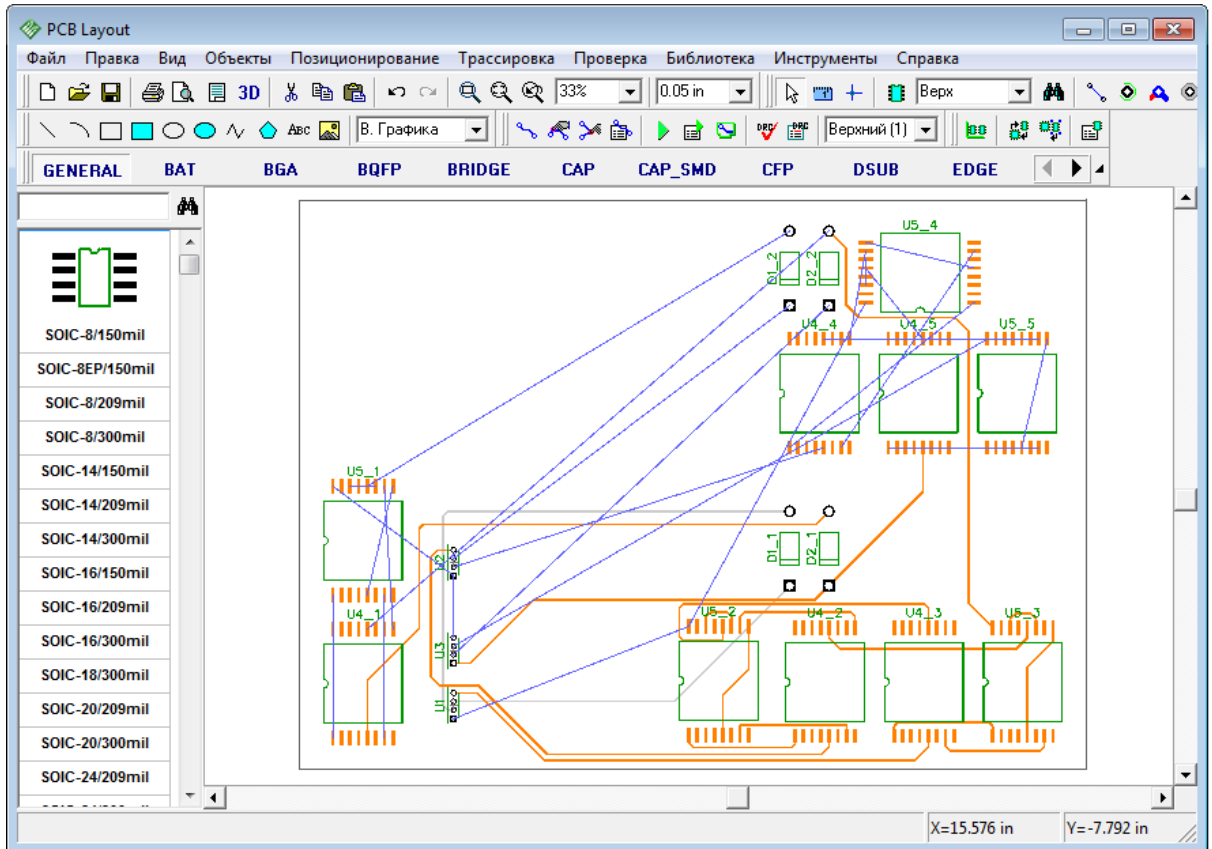 PCB Layout
Файл Правка Вид Объекты Позиционирование Трассировка Проверка Библиотека Инструменты Справка
3D 33% 0.05 in Верх
ABC В. Графика DRC DRC Верхний (1)
GENERAL BAT BGA BQFP BRIDGE CAP CAP_SMD CFP DSUB EDGE
SOIC-8/150mil
SOIC-8EP/150mil
SOIC-8/209mil
SOIC-8/300mil
SOIC-14/150mil
SOIC-14/209mil
SOIC-14/300mil
SOIC-16/150mil
SOIC-16/209mil
SOIC-16/300mil
SOIC-18/300mil
SOIC-20/209mil
SOIC-20/300mil
SOIC-24/209mil
U5_4
D1_2 D2_2
U4_4 U4_5 U5_5
U5_1
D1_1 D2_1
U2
U4_1 U5_2 U4_2 U4_3 U5_3
U3
U1
X=15.576 in Y=-7.792 in